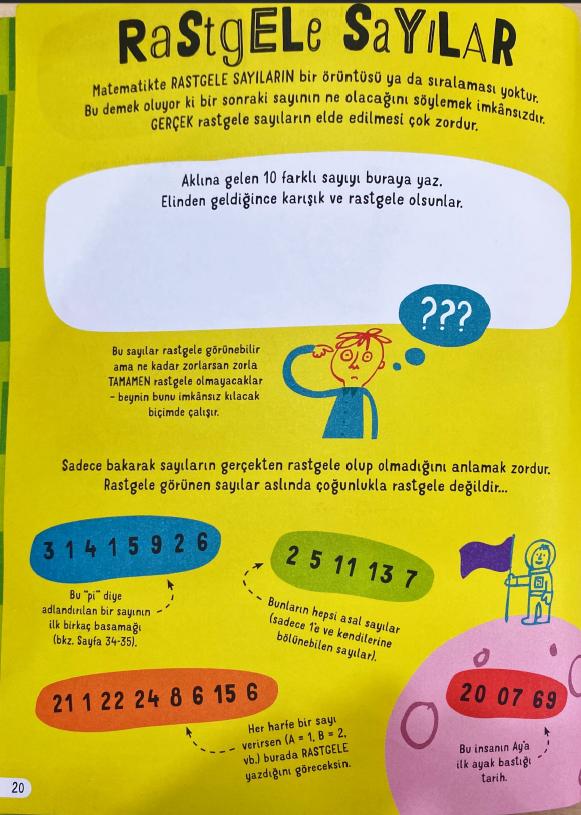 RaStgELe SaYıLAR
Matematikte RASTGELE SAYILARIN bir örüntüsü ya da sıralaması yoktur.
Bu demek oluyor ki bir sonraki sayının ne olacağını söylemek imkânsızdır.
GERÇEK rastgele sayıların elde edilmesi çok zordur.
Aklına gelen 10 farklı sayıyı buraya yaz.
Elinden geldiğince karışık ve rastgele olsunlar.
???
Bu sayılar rastgele görünebilir
ama ne kadar zorlarsan zorla
TAMAMEN rastgele olmayacaklar
- beynin bunu imkânsız kılacak
biçimde çalışır.
Sadece bakarak sayıların gerçekten rastgele olup olmadığını anlamak zordur.
Rastgele görünen sayılar aslında çoğunlukla rastgele değildir...
3 1 4 1 5 9 2 6
Bu "pi" diye
adlandırılan bir sayının
ilk birkaç basamağı
(bkz. Sayfa 34-35).
2 5 11 13 7
Bunların hepsi asal sayılar
(sadece 1'e ve kendilerine
bölünebilen sayılar).
21 1 22 24 8 6 15 6
Her harfe bir sayı
verirsen (A = 1, B = 2,
vb.) burada RASTGELE
yazdığını göreceksin.
20 07 69
Bu insanın Ay'a
ilk ayak bastığı
tarih.
20